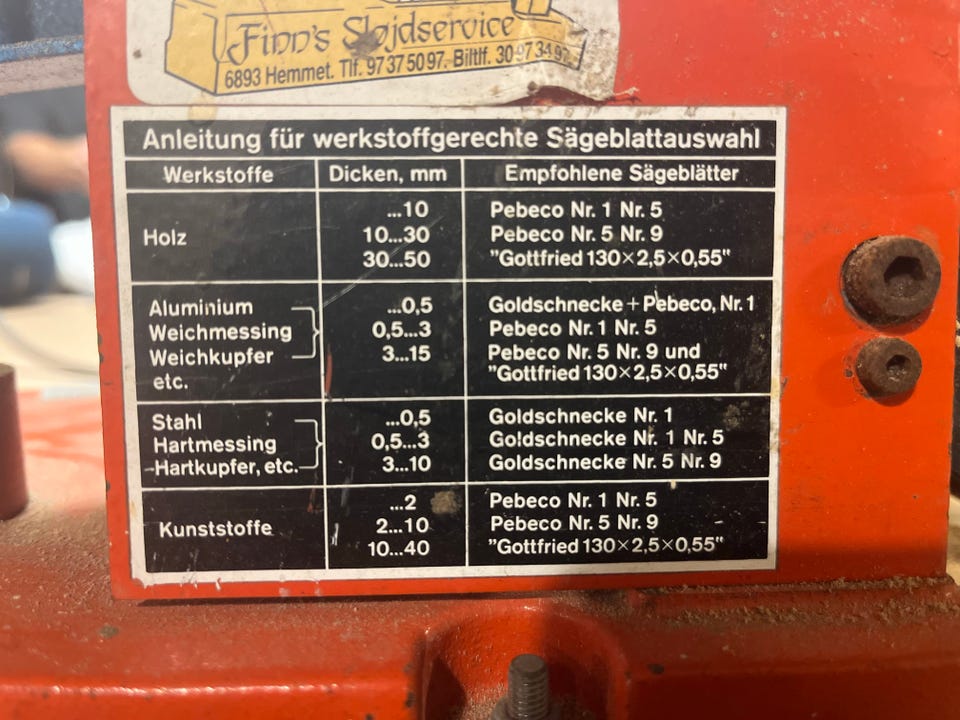 Finn's Sløjdservice
6893 Hemmet. Tlf. 97 37 50 97. Biltlf. 30 97 34 97
Anleitung für werkstoffgerechte Sägeblattauswahl
Werkstoffe Dicken, mm Empfohlene Sägeblätter
...10 Pebeco Nr. 1 Nr. 5
Holz 10...30 Pebeco Nr. 5 Nr. 9
30...50 "Gottfried 130×2,5×0,55"
Aluminium ...0,5 Goldschnecke + Pebeco, Nr. 1
Weichmessing 0,5...3 Pebeco Nr. 1 Nr. 5
Weichkupfer 3...15 Pebeco Nr. 5 Nr. 9 und
etc. "Gottfried 130×2,5×0,55"
Stahl ...0,5 Goldschnecke Nr. 1
Hartmessing 0,5...3 Goldschnecke Nr. 1 Nr. 5
Hartkupfer, etc. 3...10 Goldschnecke Nr. 5 Nr. 9
...2 Pebeco Nr. 1 Nr. 5
Kunststoffe 2...10 Pebeco Nr. 5 Nr. 9
10...40 "Gottfried 130×2,5×0,55"